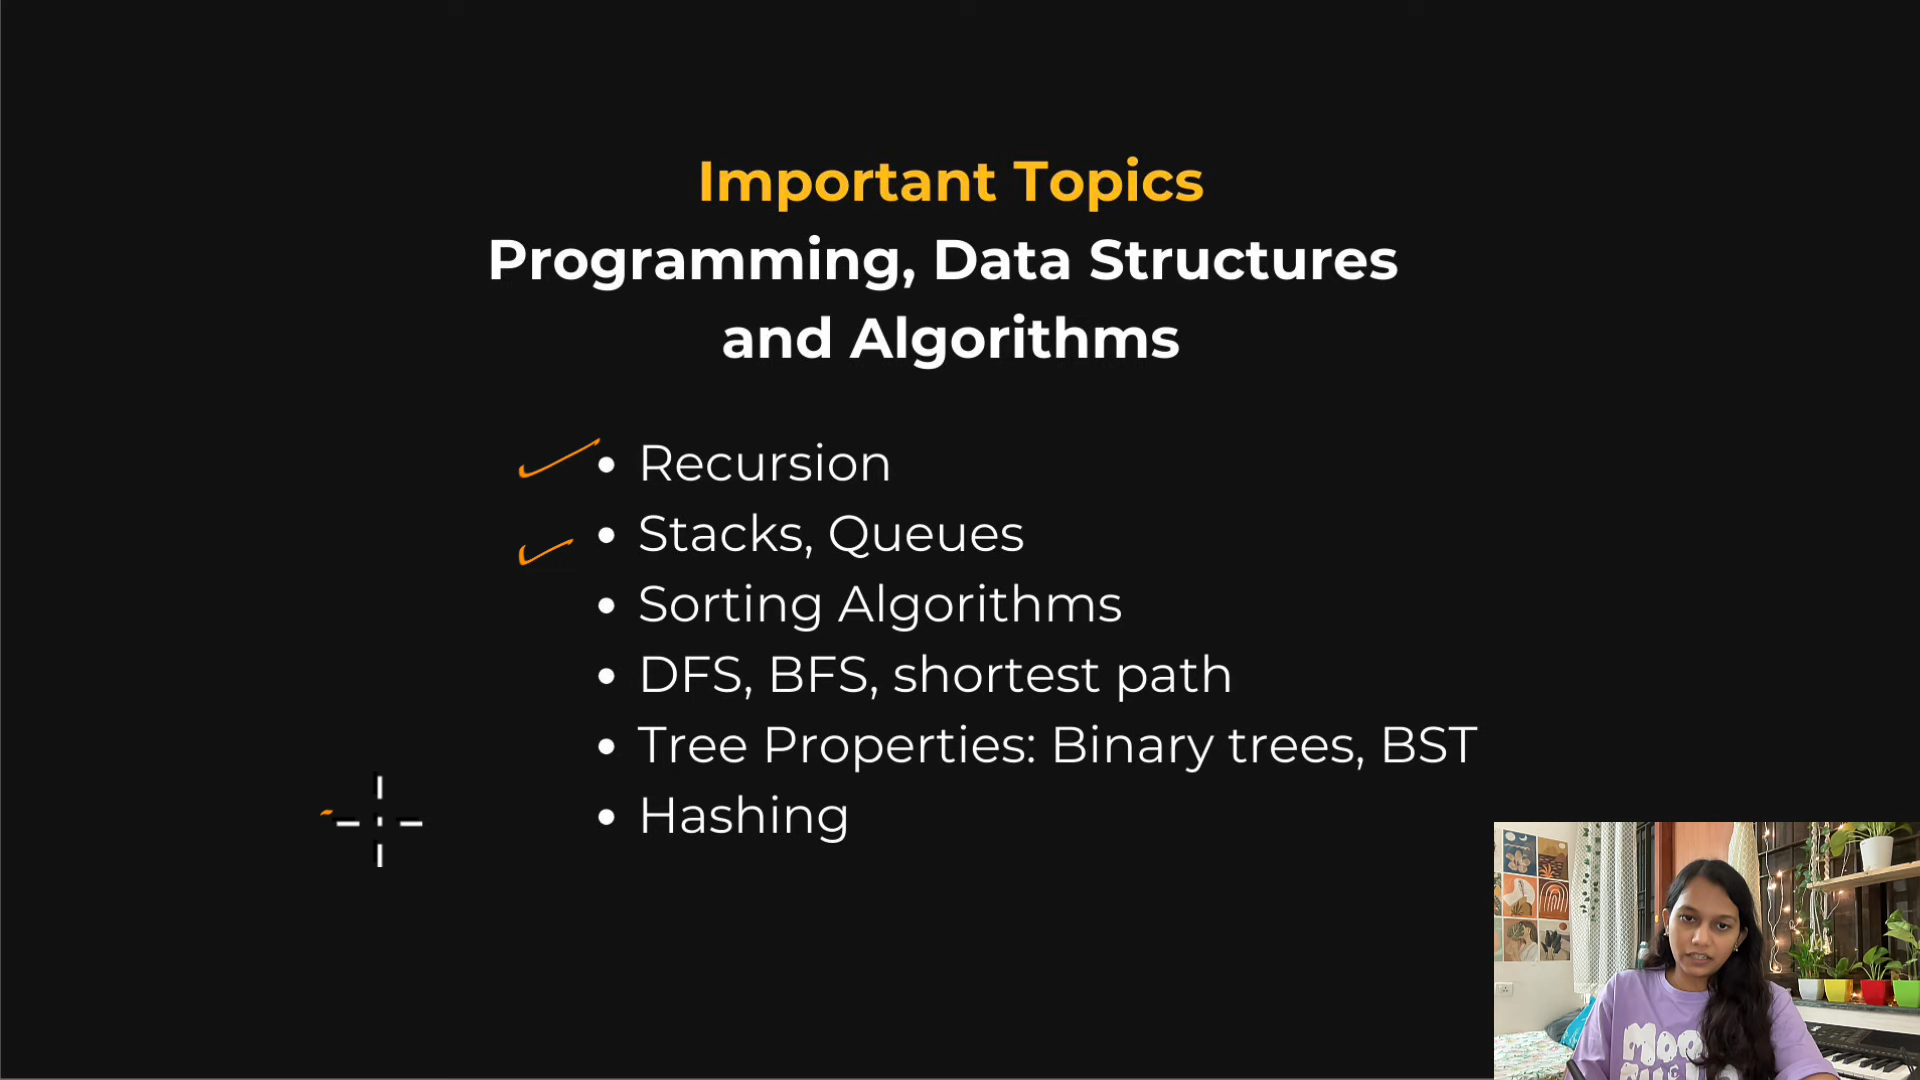 Important Topics
Programming, Data Structures
and Algorithms
• Recursion
• Stacks, Queues
• Sorting Algorithms
• DFS, BFS, shortest path
• Tree Properties: Binary trees, BST
• Hashing